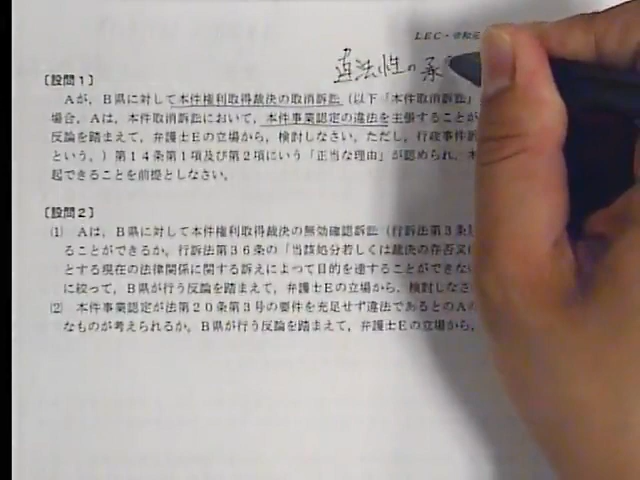 LEC・令和元
違法性の承
〔設問1〕
Aが，B県に対して本件権利取得裁決の取消訴訟（以下「本件取消訴訟」
場合，Aは，本件取消訴訟において，本件事業認定の違法を主張することが
反論を踏まえて，弁護士Eの立場から，検討しなさい。ただし，行政事件訴
という。）第14条第1項及び第2項にいう「正当な理由」が認められ，本
起できることを前提としなさい。
〔設問2〕
⑴ Aは，B県に対して本件権利取得裁決の無効確認訴訟（行訴法第3条
ることができるか。行訴法第36条の「当該処分若しくは裁決の存否又
とする現在の法律関係に関する訴えによって目的を達することができな
に絞って，B県が行う反論を踏まえて，弁護士Eの立場から，検討しなさ
⑵ 本件事業認定が法第20条第3号の要件を充足せず違法であるとのAの
なものが考えられるか。B県が行う反論を踏まえて，弁護士Eの立場から，